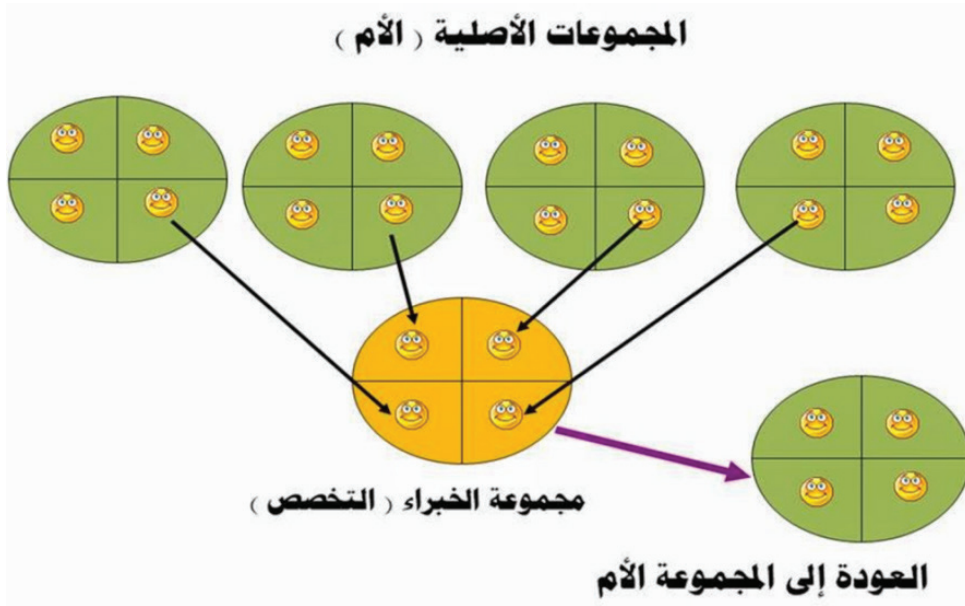 المجموعات الأصلية ( الأم )
مجموعة الخبراء ( التخصص )
العودة إلى المجموعة الأم